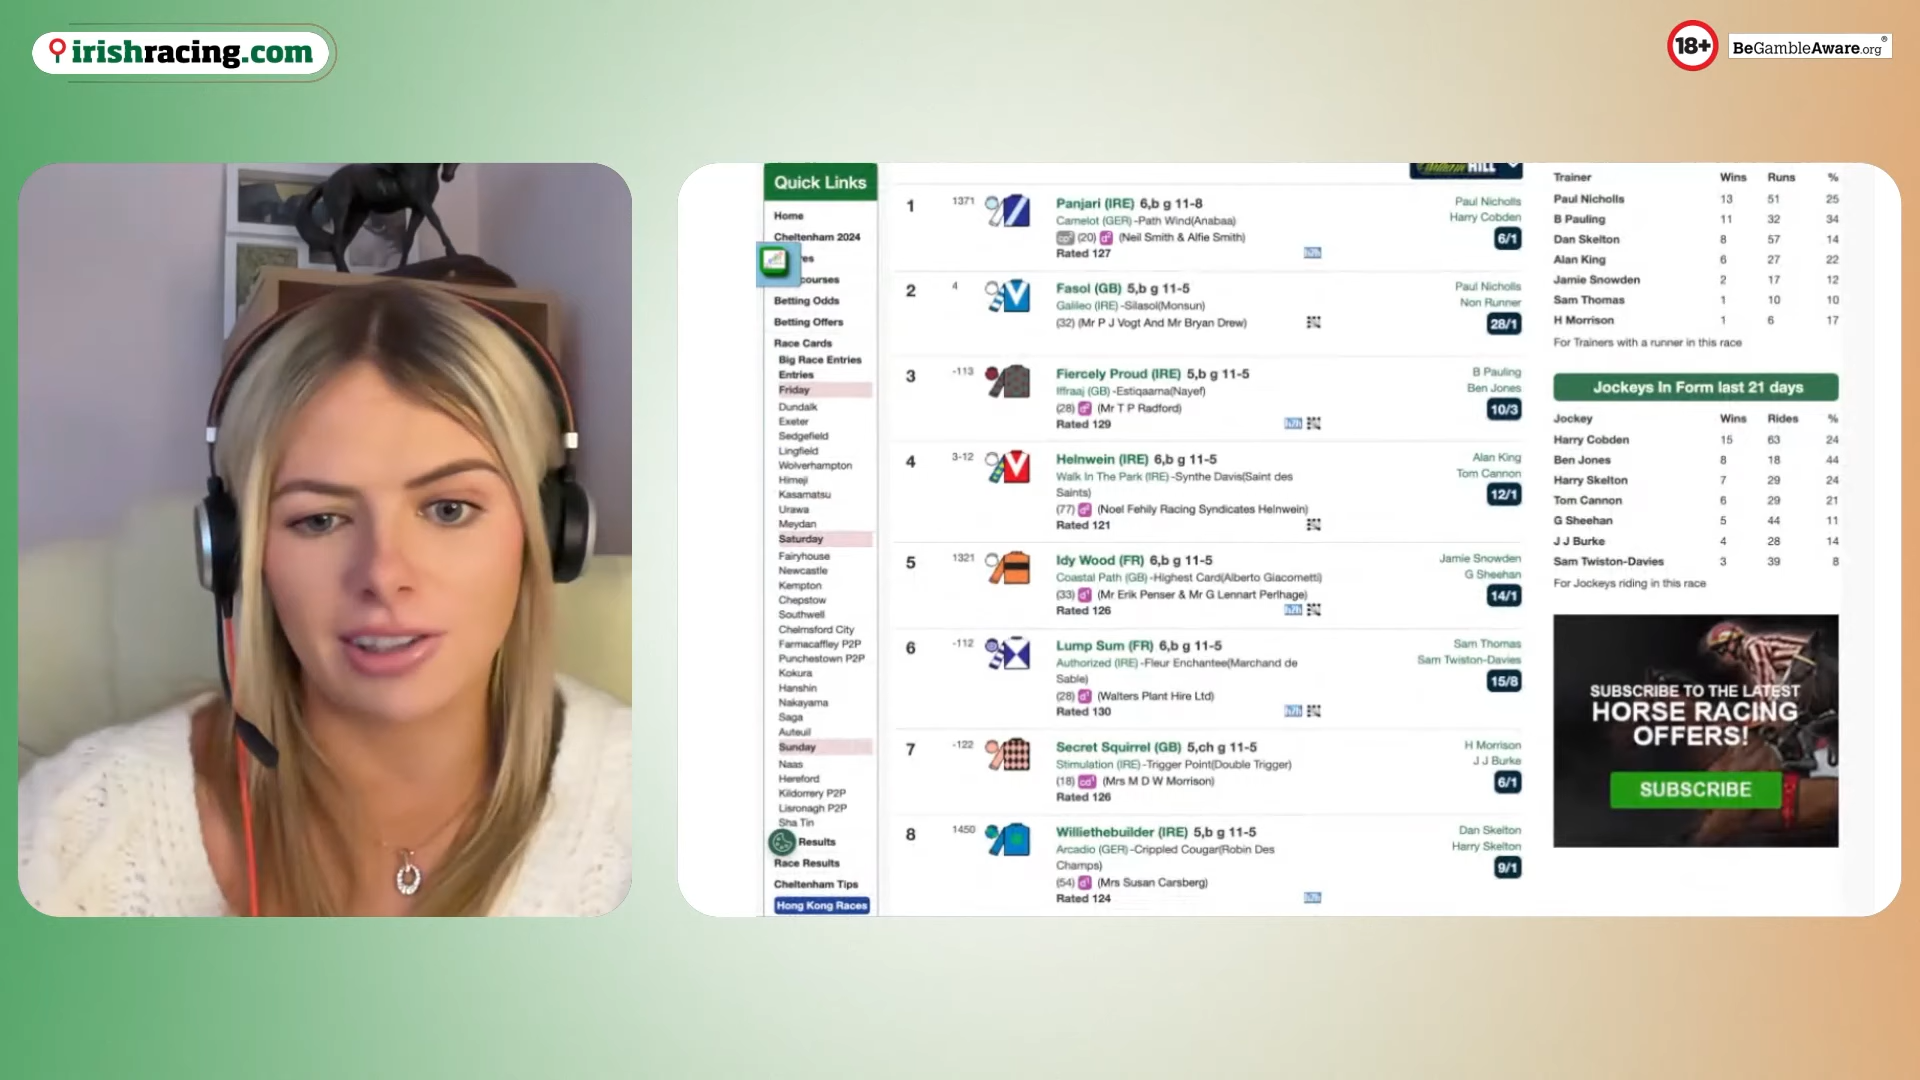 irishracing.com
18+
BeGambleAware.org®
Quick Links
Home
Cheltenham 2024
Betting Odds
Betting Offers
Race Cards
Big Race Entries
Entries
Friday
Dundalk
Exeter
Sedgefield
Lingfield
Wolverhampton
Himeji
Kasamatsu
Urawa
Meydan
Saturday
Fairyhouse
Newcastle
Kempton
Chepstow
Southwell
Chelmsford City
Farmacaffley P2P
Punchestown P2P
Kokura
Hanshin
Nakayama
Saga
Auteuil
Sunday
Naas
Hereford
Kildorrery P2P
Lisronagh P2P
Sha Tin
Results
Race Results
Cheltenham Tips
Hong Kong Races
1 1371 Panjari (IRE) 6,b g 11-8
Camelot (GER) -Path Wind(Anabaa)
(20) (Neil Smith & Alfie Smith)
Rated 127
Paul Nicholls
Harry Cobden
6/1
2 4 Fasol (GB) 5,b g 11-5
Galileo (IRE) -Silasol(Monsun)
(32) (Mr P J Vogt And Mr Bryan Drew)
Paul Nicholls
Non Runner
28/1
3 -113 Fiercely Proud (IRE) 5,b g 11-5
Iffraaj (GB) -Estiqaama(Nayef)
(28) (Mr T P Radford)
Rated 129
B Pauling
Ben Jones
10/3
4 3-12 Helnwein (IRE) 6,b g 11-5
Walk In The Park (IRE) -Synthe Davis(Saint des
Saints)
(77) (Noel Fehily Racing Syndicates Helnwein)
Rated 121
Alan King
Tom Cannon
12/1
5 1321 Idy Wood (FR) 6,b g 11-5
Coastal Path (GB) -Highest Card(Alberto Giacometti)
(33) (Mr Erik Penser & Mr G Lennart Perlhage)
Rated 126
Jamie Snowden
G Sheehan
14/1
6 -112 Lump Sum (FR) 6,b g 11-5
Authorized (IRE) -Fleur Enchantee(Marchand de
Sable)
(28) (Walters Plant Hire Ltd)
Rated 130
Sam Thomas
Sam Twiston-Davies
15/8
7 -122 Secret Squirrel (GB) 5,ch g 11-5
Stimulation (IRE) -Trigger Point(Double Trigger)
(18) (Mrs M D W Morrison)
Rated 126
H Morrison
J J Burke
6/1
8 1450 Williethebuilder (IRE) 5,b g 11-5
Arcadio (GER) -Crippled Cougar(Robin Des
Champs)
(54) (Mrs Susan Carsberg)
Rated 124
Dan Skelton
Harry Skelton
9/1
Trainer Wins Runs %
Paul Nicholls 13 51 25
B Pauling 11 32 34
Dan Skelton 8 57 14
Alan King 6 27 22
Jamie Snowden 2 17 12
Sam Thomas 1 10 10
H Morrison 1 6 17
For Trainers with a runner in this race
Jockeys In Form last 21 days
Jockey Wins Rides %
Harry Cobden 15 63 24
Ben Jones 8 18 44
Harry Skelton 7 29 24
Tom Cannon 6 29 21
G Sheehan 5 44 11
J J Burke 4 28 14
Sam Twiston-Davies 3 39 8
For Jockeys riding in this race
SUBSCRIBE TO THE LATEST
HORSE RACING
OFFERS!
SUBSCRIBE